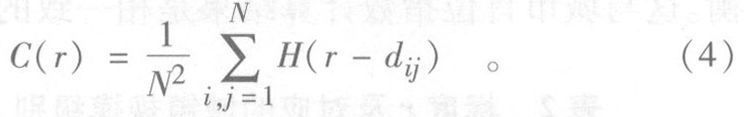 C(r) = \frac{1}{N^2} \sum_{i,j=1}^{N} H(r - d_{ij}) 。 (4)